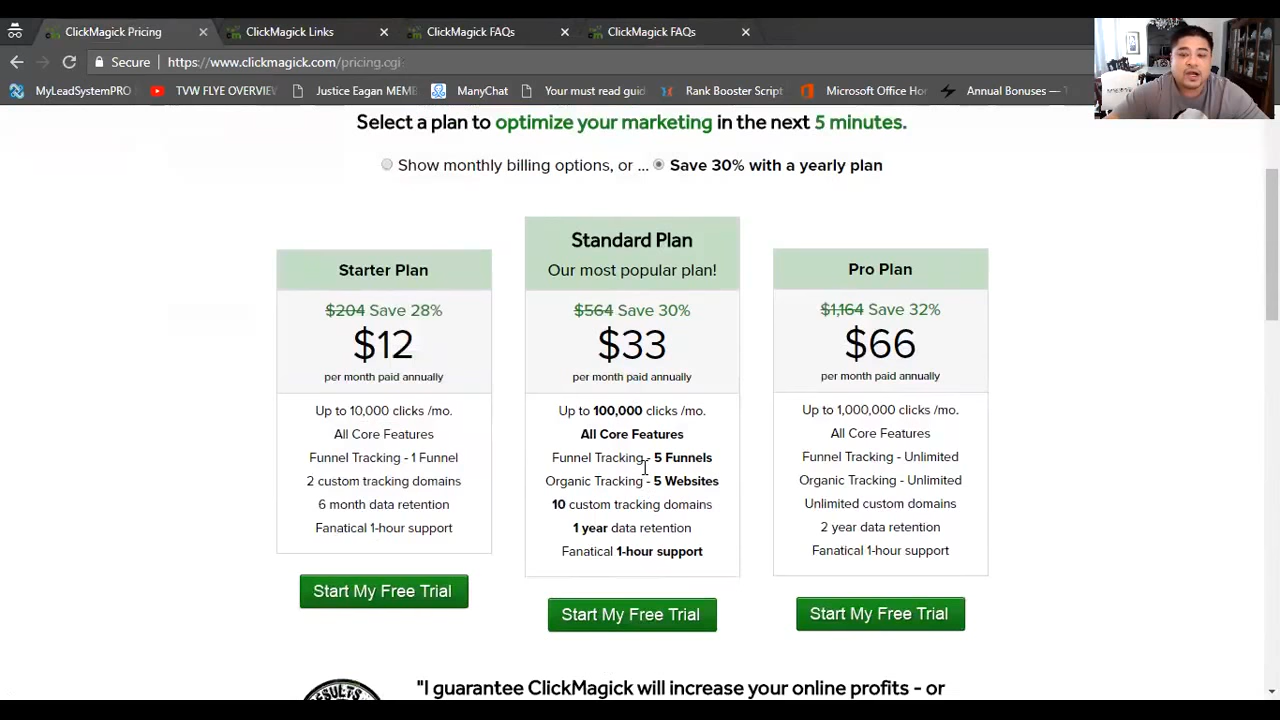 ClickMagick Pricing
ClickMagick Links
ClickMagick FAQs
ClickMagick FAQs
Secure
https://www.clickmagick.com/pricing.cgi
MyLeadSystemPRO
TVW FLYE OVERVIEW
Justice Eagan MEMB
ManyChat
Your must read guid
Rank Booster Script
Microsoft Office Hom
Annual Bonuses —
Select a plan to optimize your marketing in the next 5 minutes.
Show monthly billing options, or ... Save 30% with a yearly plan
Starter Plan
$204 Save 28%
$12
per month paid annually
Up to 10,000 clicks /mo.
All Core Features
Funnel Tracking - 1 Funnel
2 custom tracking domains
6 month data retention
Fanatical 1-hour support
Start My Free Trial
Standard Plan
Our most popular plan!
$564 Save 30%
$33
per month paid annually
Up to 100,000 clicks /mo.
All Core Features
Funnel Tracking - 5 Funnels
Organic Tracking - 5 Websites
10 custom tracking domains
1 year data retention
Fanatical 1-hour support
Start My Free Trial
Pro Plan
$1,164 Save 32%
$66
per month paid annually
Up to 1,000,000 clicks /mo.
All Core Features
Funnel Tracking - Unlimited
Organic Tracking - Unlimited
Unlimited custom domains
2 year data retention
Fanatical 1-hour support
Start My Free Trial
RESULTS
"I guarantee ClickMagick will increase your online profits - or